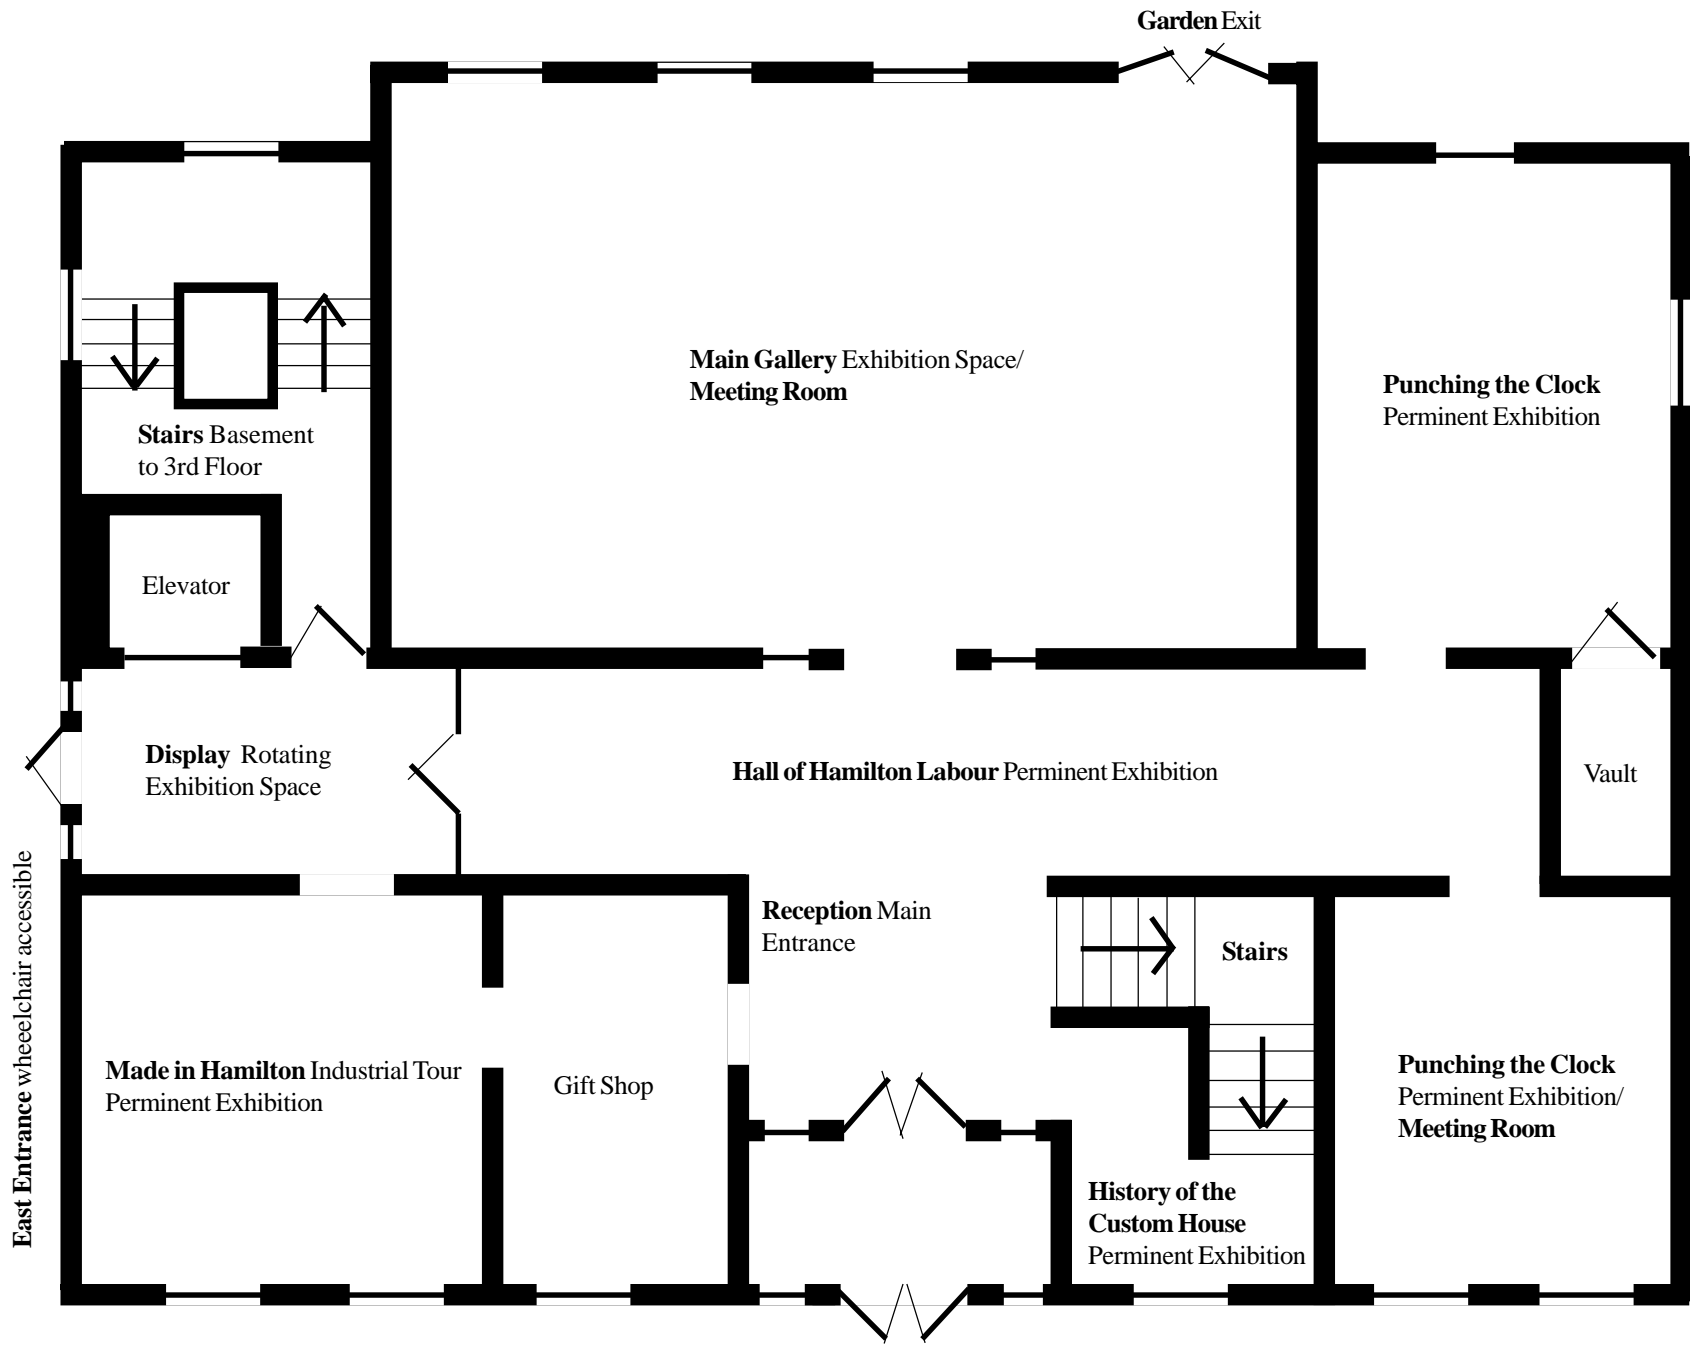 Garden Exit
Main Gallery Exhibition Space/
Meeting Room
Punching the Clock
Perminent Exhibition
Stairs Basement
to 3rd Floor
Elevator
Display Rotating
Exhibition Space
Hall of Hamilton Labour Perminent Exhibition
Vault
East Entrance wheelchair accessible
Reception Main
Entrance
Stairs
Made in Hamilton Industrial Tour
Perminent Exhibition
Gift Shop
Punching the Clock
Perminent Exhibition/
Meeting Room
History of the
Custom House
Perminent Exhibition